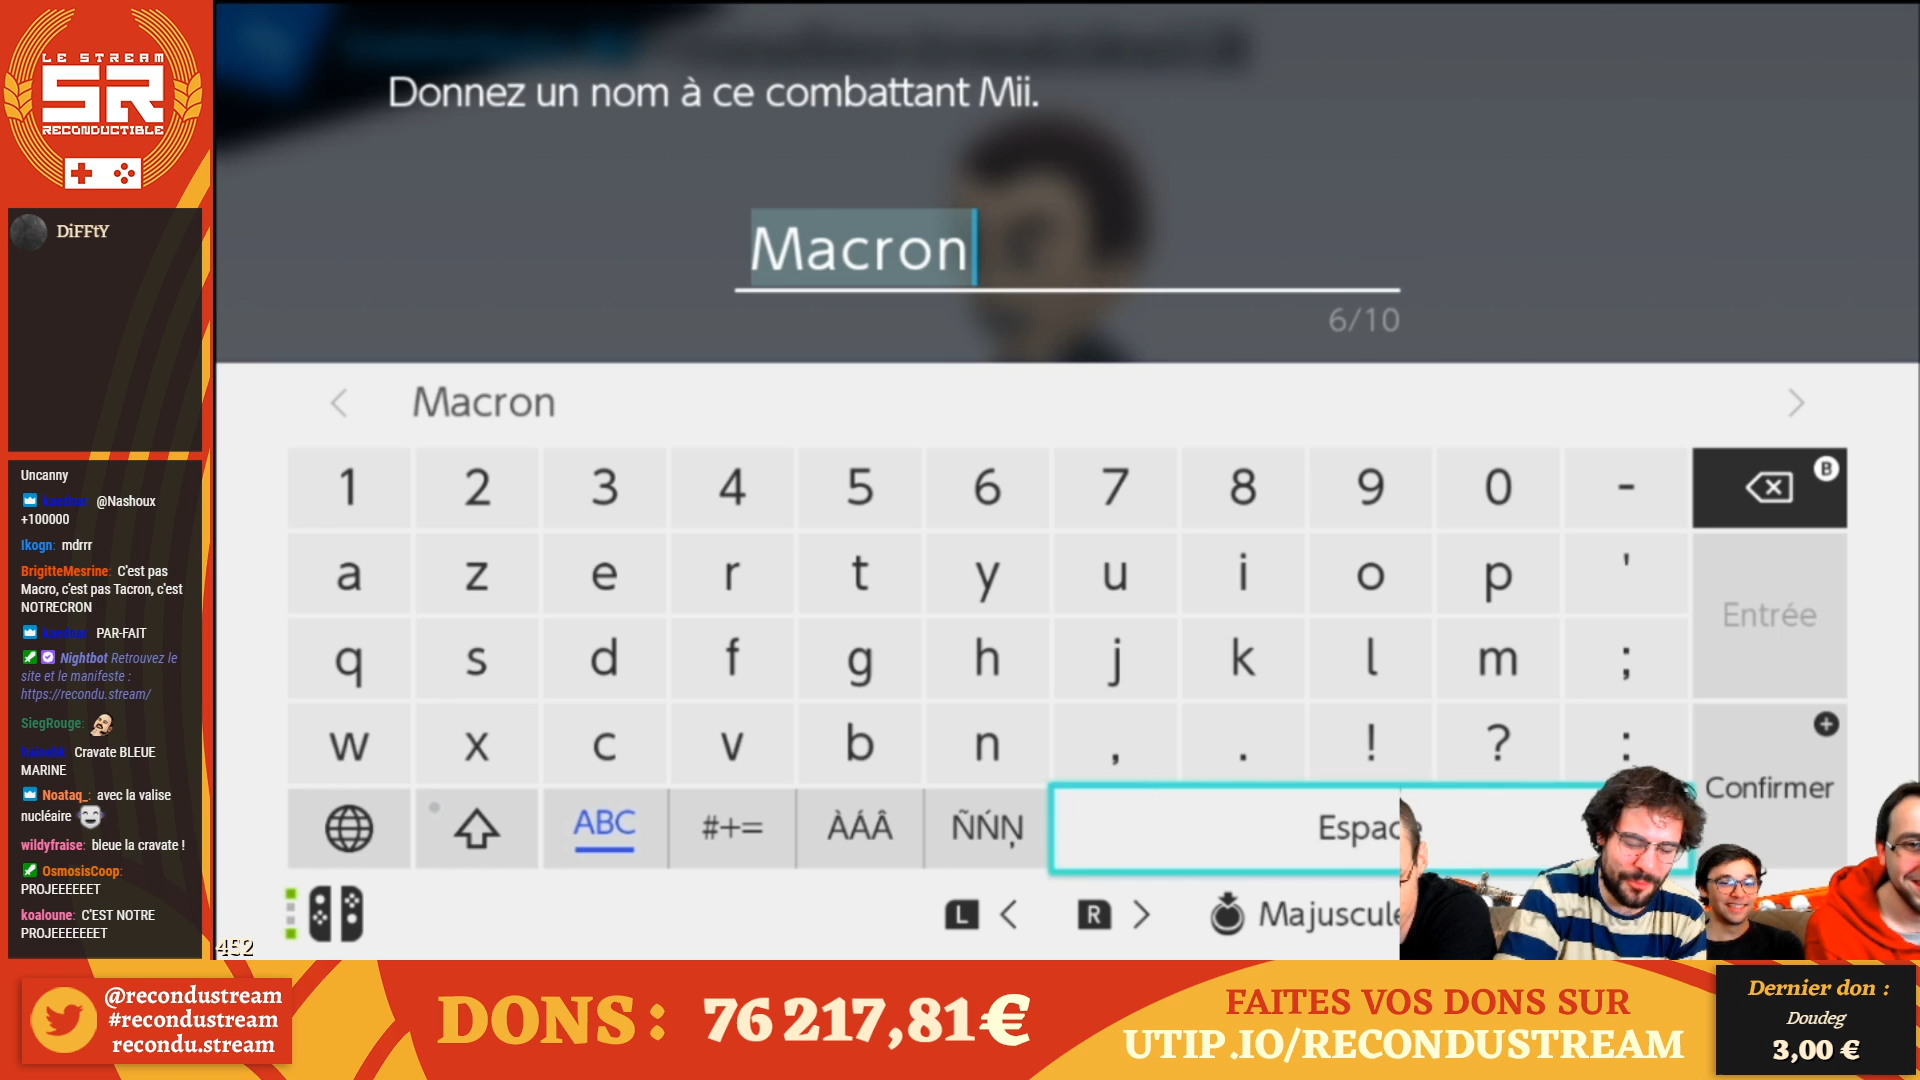 LE STREAM
SR
RECONDUCTIBLE
DiFFtY
Uncanny
@Nashoux
+100000
Ikogn: mdrrr
BrigitteMesrine: C'est pas
Macro, c'est pas Tacron, c'est
NOTRECRON
PAR-FAIT
Nightbot Retrouvez le
site et le manifeste :
https://recondu.stream/
SiegRouge:
Cravate BLEUE
MARINE
Noataq_: avec la valise
nucléaire
wildyfraise: bleue la cravate !
OsmosisCoop:
PROJEEEEEET
koaloune: C'EST NOTRE
PROJEEEEEEET
452
Donnez un nom à ce combattant Mii.
Macron
6/10
Macron
1 2 3 4 5 6 7 8 9 0 - B
a z e r t y u i o p ' Entrée
q s d f g h j k l m ;
w x c v b n , . ! ? : Confirmer
ABC #+= ÀÁÂ ÑŃŅ Espac
L R Majuscule
@recondustream
#recondustream
recondu.stream
DONS : 76 217,81€
FAITES VOS DONS SUR
UTIP.IO/RECONDUSTREAM
Dernier don :
Doudeg
3,00 €